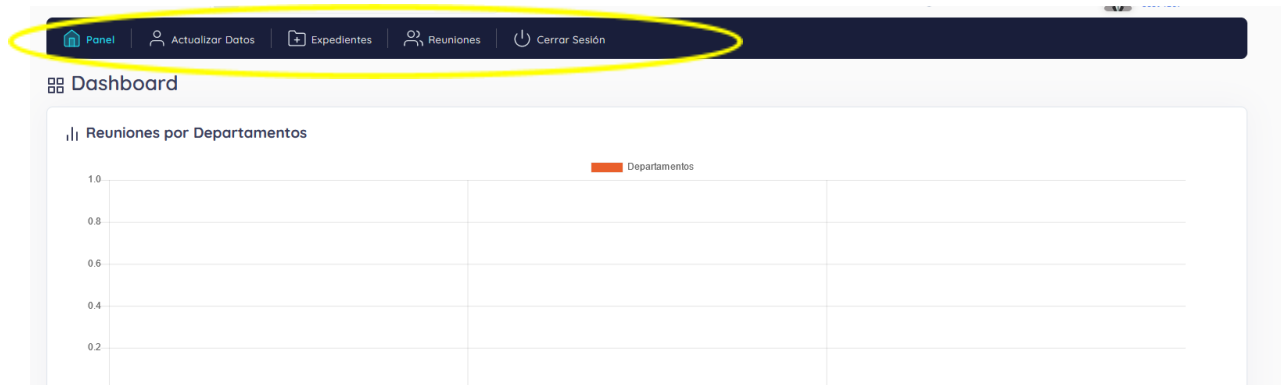 Panel Actualizar Datos Expedientes Reuniones Cerrar Sesión
Dashboard
Reuniones por Departamentos
Departamentos
1.0
0.8
0.6
0.4
0.2